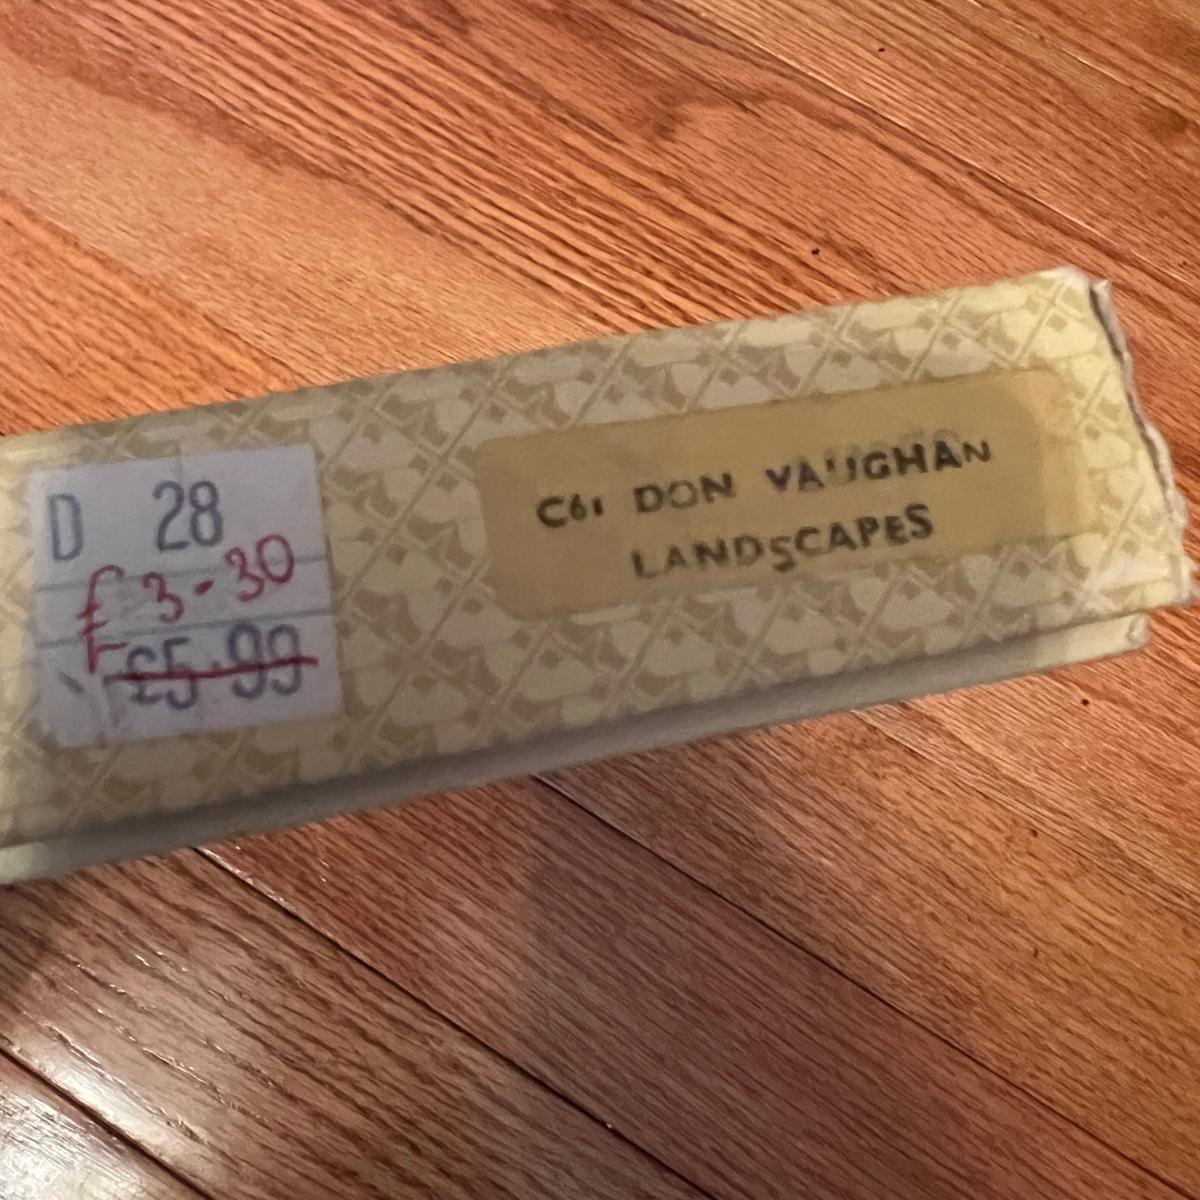 D 28
£3-30
£5.99
C61 DON VAUGHAN
LANDSCAPES